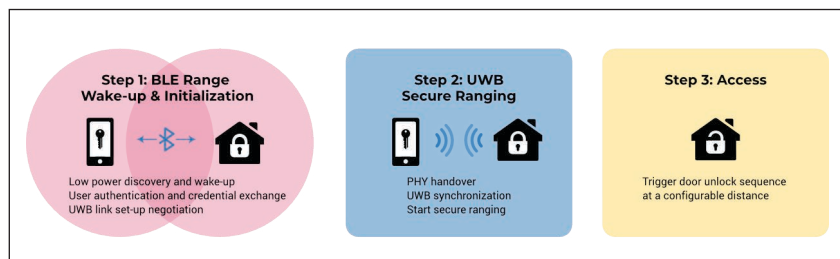 Step 1: BLE Range
Wake-up & Initialization
Low power discovery and wake-up
User authentication and credential exchange
UWB link set-up negotiation
Step 2: UWB
Secure Ranging
PHY handover
UWB synchronization
Start secure ranging
Step 3: Access
Trigger door unlock sequence
at a configurable distance